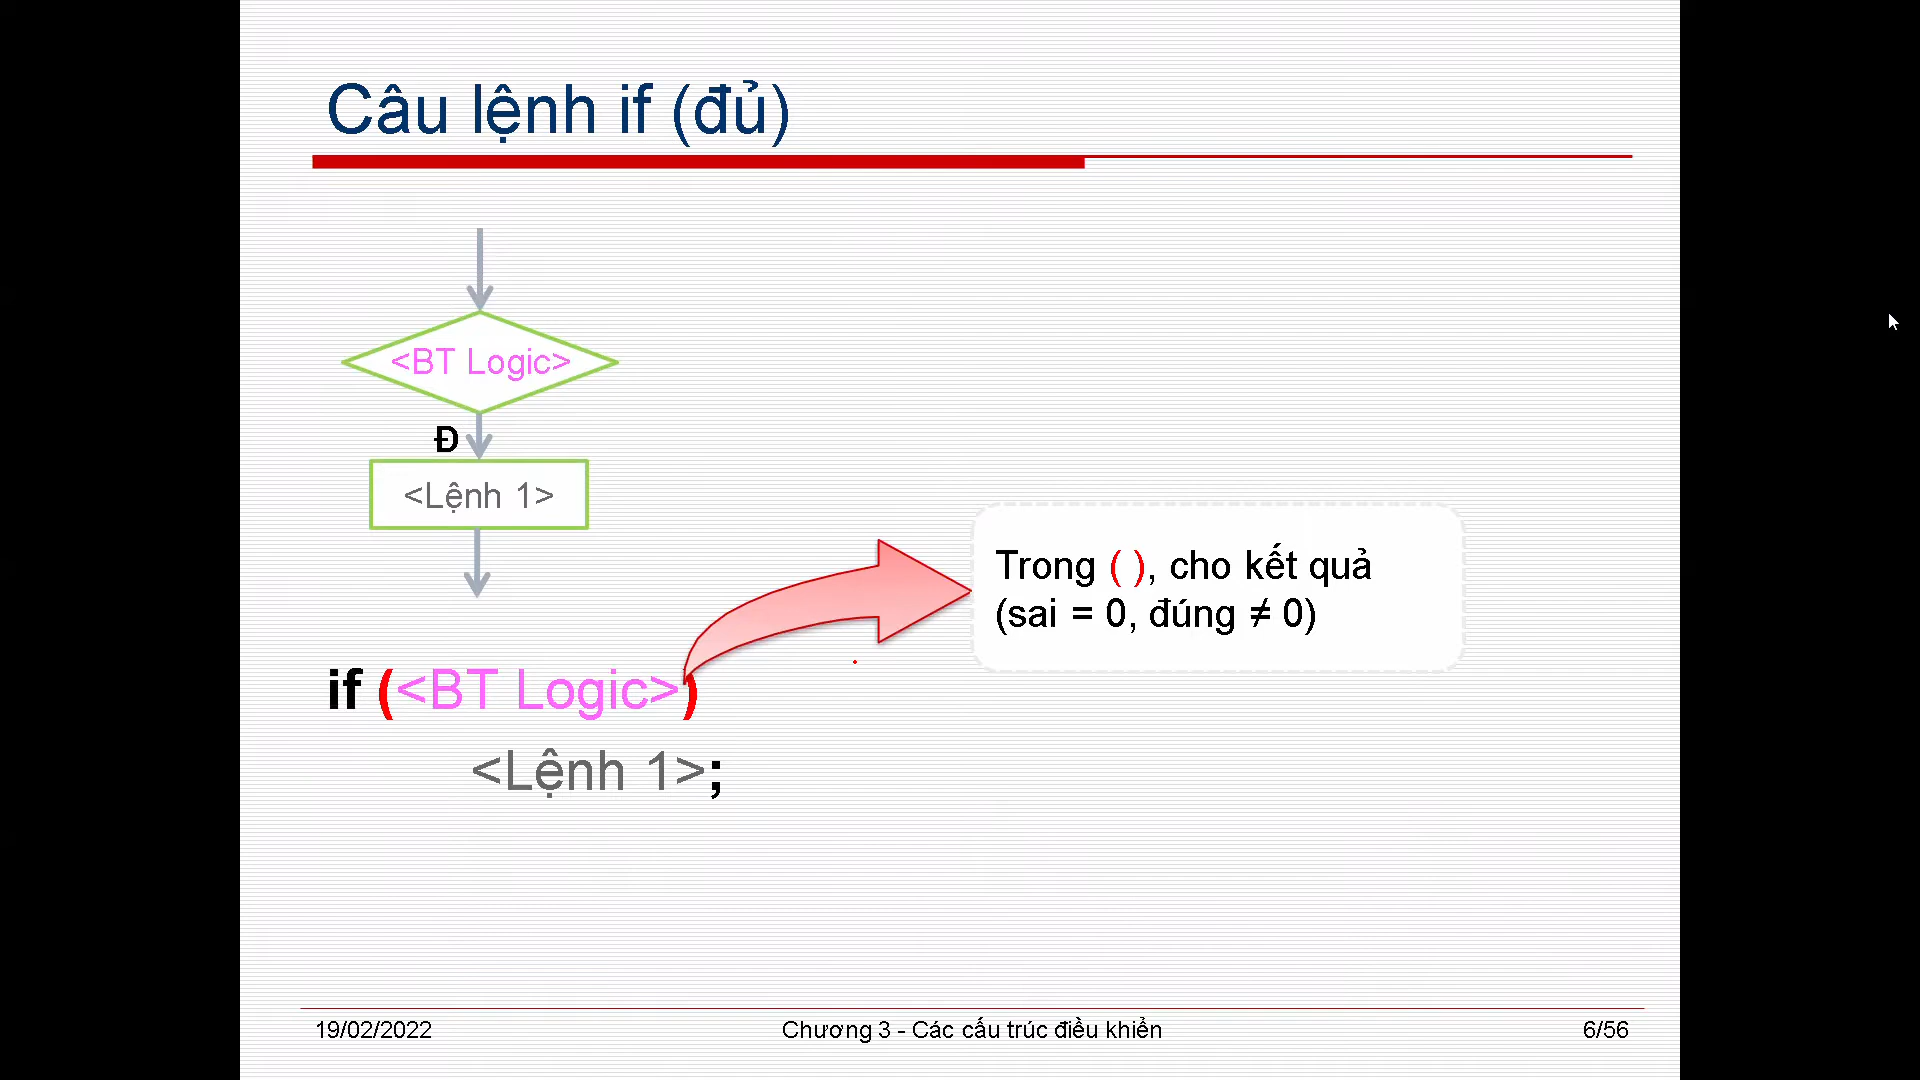 Câu lệnh if (đủ)
<BT Logic>
Đ
<Lệnh 1>
Trong ( ), cho kết quả
(sai = 0, đúng ≠ 0)
if (<BT Logic>)
<Lệnh 1>;
19/02/2022
Chương 3 - Các cấu trúc điều khiển
6/56